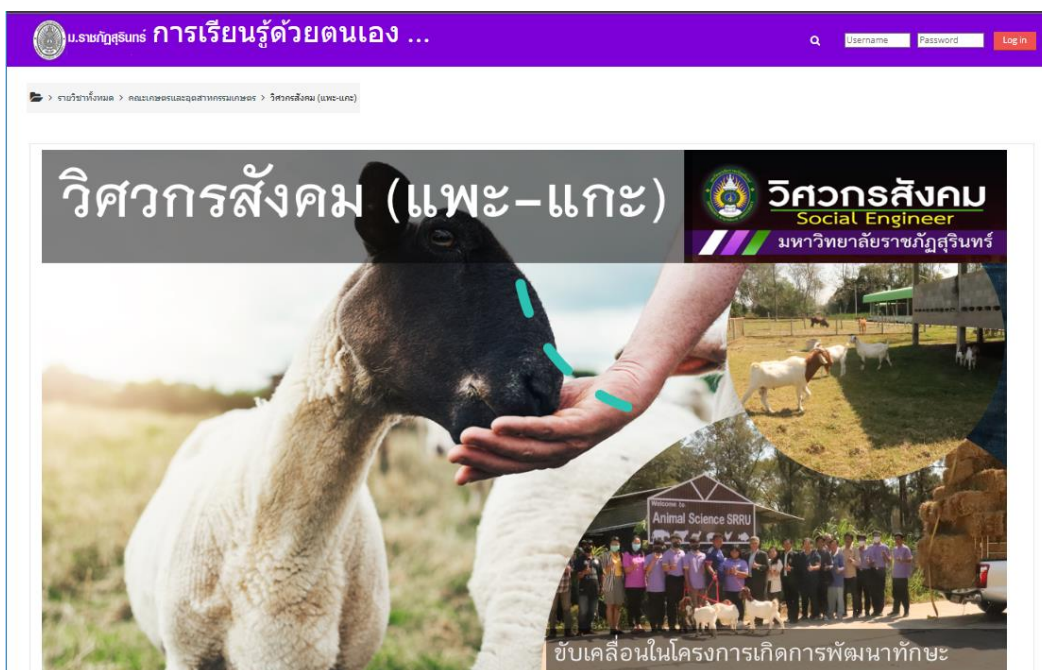 ม.ราชภัฏสุรินทร์ การเรียนรู้ด้วยตนเอง ...
Username Password Log in
> รายวิชาทั้งหมด > คณะเกษตรและอุตสาหกรรมเกษตร > วิศวกรสังคม (แพะ-แกะ)
วิศวกรสังคม (แพะ-แกะ)
วิศวกรสังคม
Social Engineer
มหาวิทยาลัยราชภัฏสุรินทร์
Welcome to
Animal Science SRRU
ขับเคลื่อนในโครงการเกิดการพัฒนาทักษะ